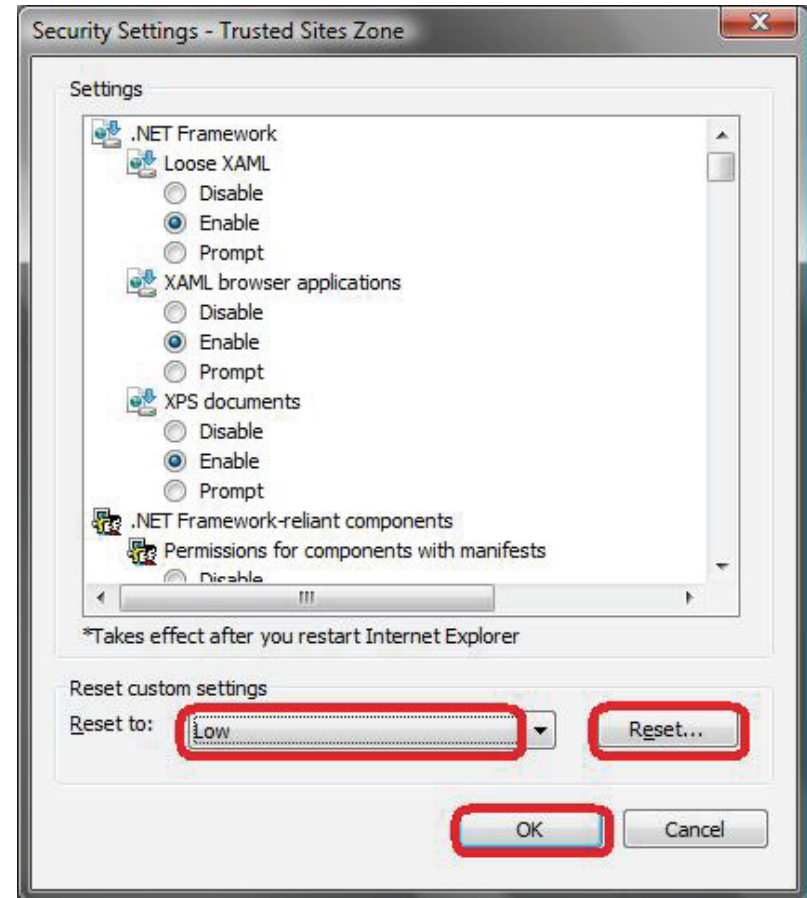 Security Settings - Trusted Sites Zone
Settings
.NET Framework
Loose XAML
Disable
Enable
Prompt
XAML browser applications
Disable
Enable
Prompt
XPS documents
Disable
Enable
Prompt
.NET Framework-reliant components
Permissions for components with manifests
Disable
*Takes effect after you restart Internet Explorer
Reset custom settings
Reset to: Low Reset...
OK Cancel